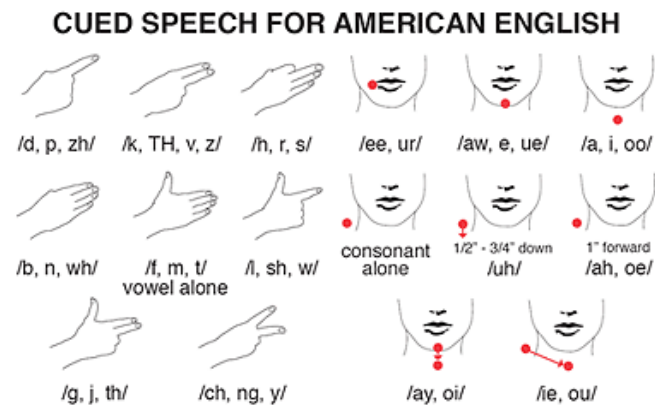 CUED SPEECH FOR AMERICAN ENGLISH
/d, p, zh/ /k, TH, v, z/ /h, r, s/ /ee, ur/ /aw, e, ue/ /a, i, oo/
/b, n, wh/ /f, m, t/ /l, sh, w/
vowel alone
consonant
alone
1/2" - 3/4" down
/uh/
1" forward
/ah, oe/
/g, j, th/ /ch, ng, y/ /ay, oi/ /ie, ou/